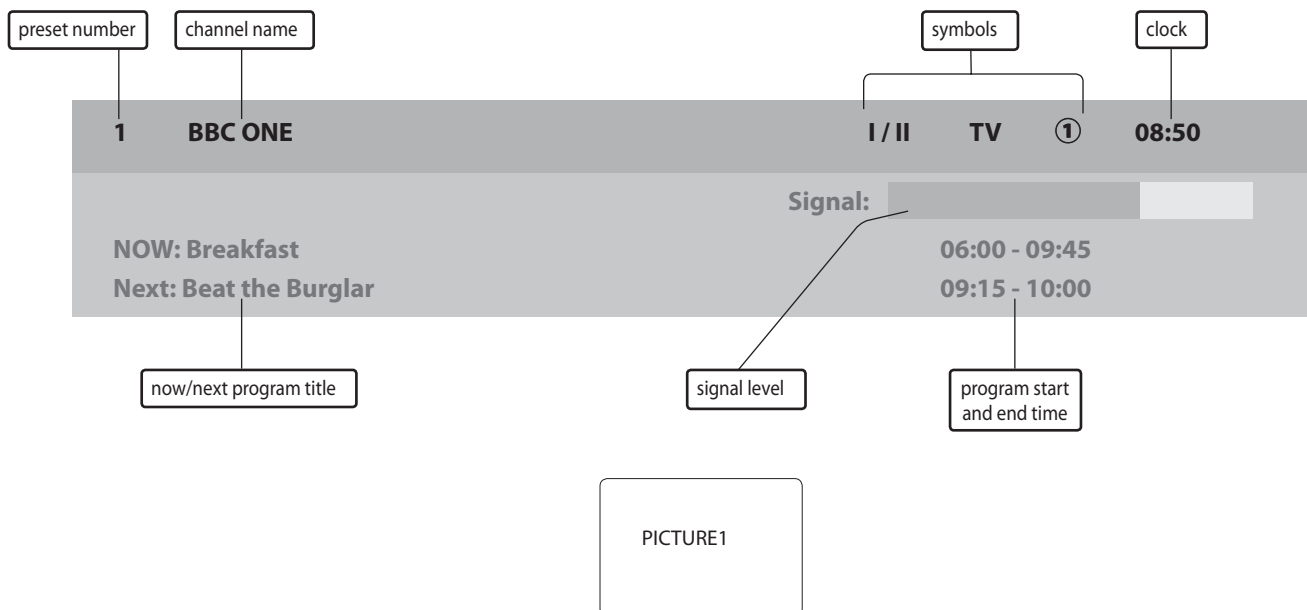 preset number channel name symbols clock
1 BBC ONE I / II TV ① 08:50
Signal:
NOW: Breakfast 06:00 - 09:45
Next: Beat the Burglar 09:15 - 10:00
now/next program title signal level program start
and end time
PICTURE1